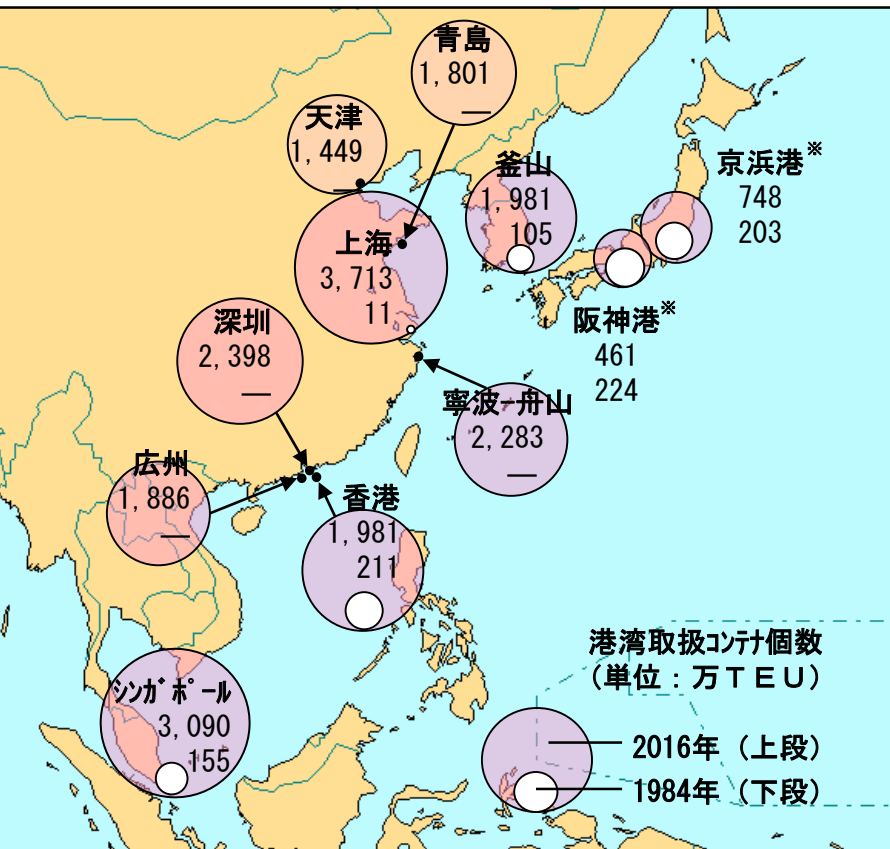 青島
1,801
―
天津
1,449
―
釜山
1,981
105
京浜港※
748
203
上海
3,713
11
阪神港※
461
224
深圳
2,398
―
寧波-舟山
2,283
―
広州
1,886
―
香港
1,981
211
シンガポール
3,090
155
港湾取扱コンテナ個数
（単位：万ＴＥＵ）
2016年（上段）
1984年（下段）